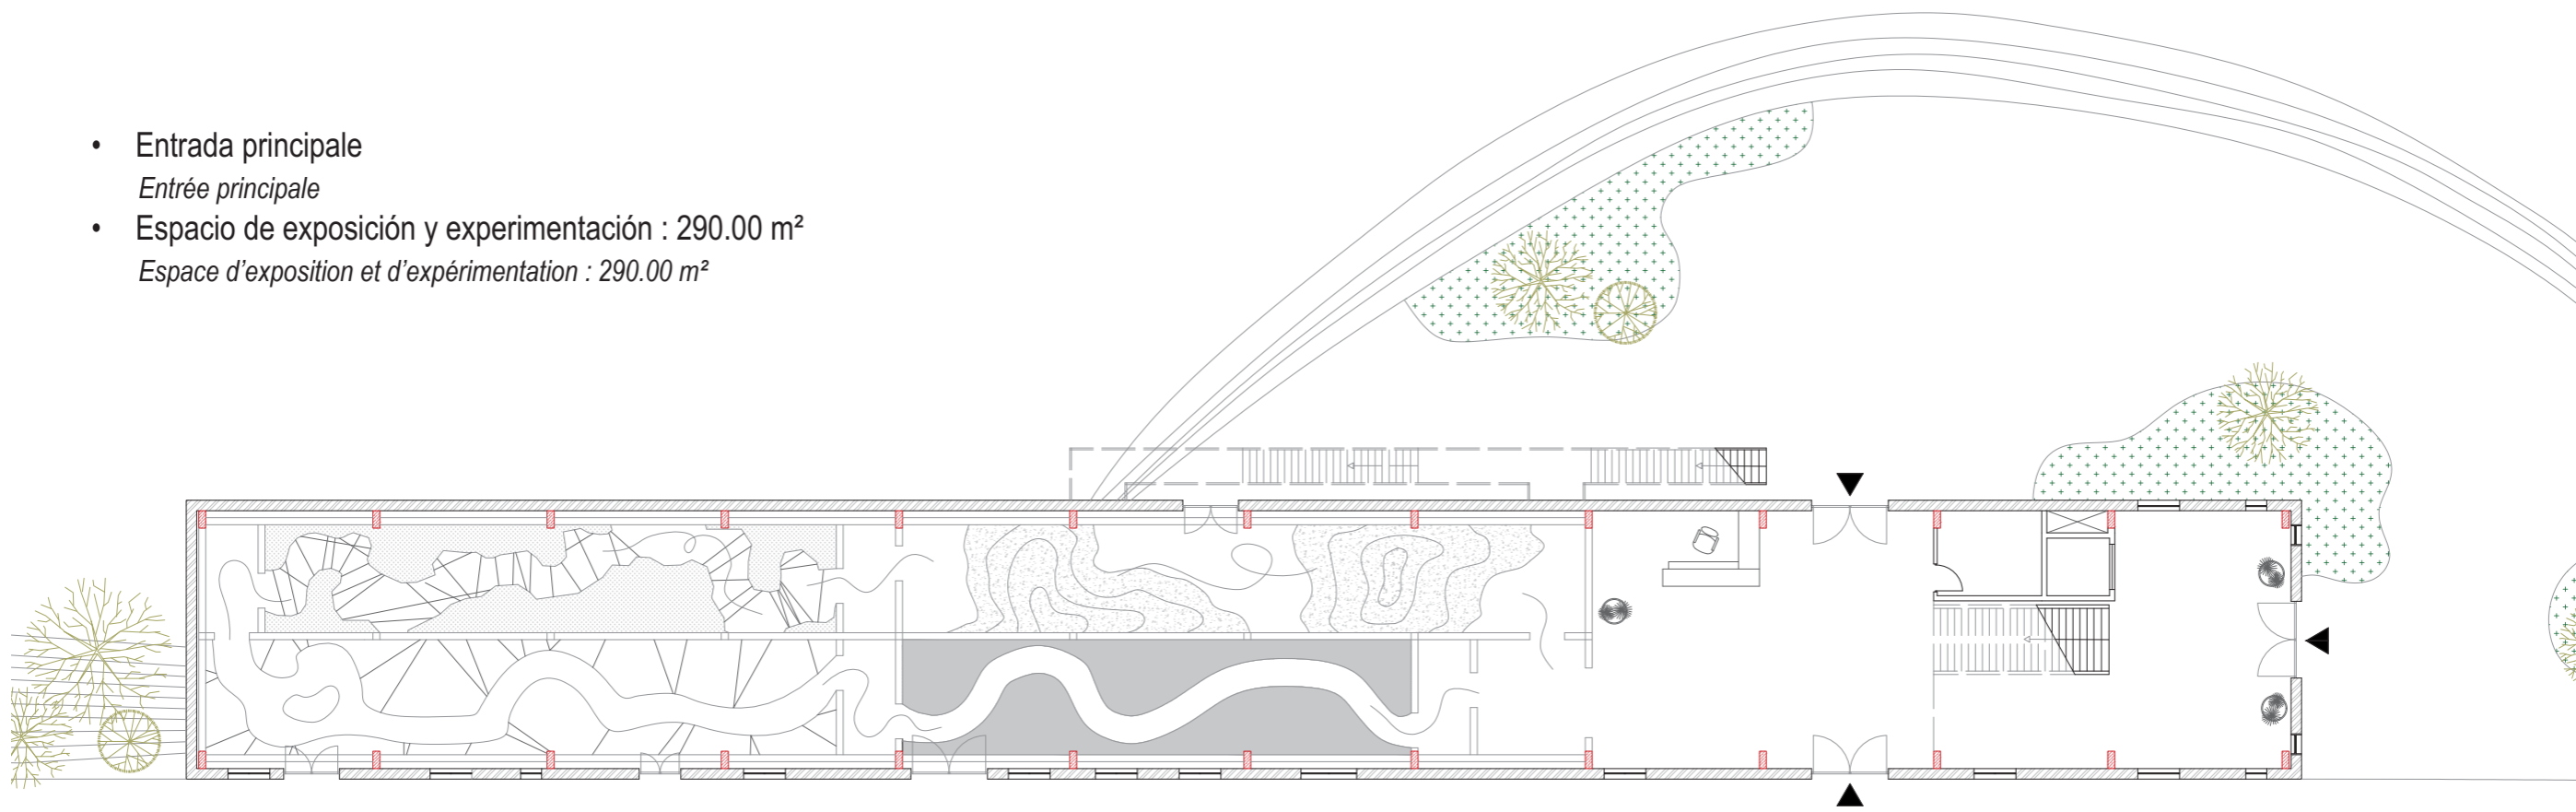 • Entrada principale
Entrée principale
• Espacio de exposición y experimentación : 290.00 m²
Espace d'exposition et d'expérimentation : 290.00 m²